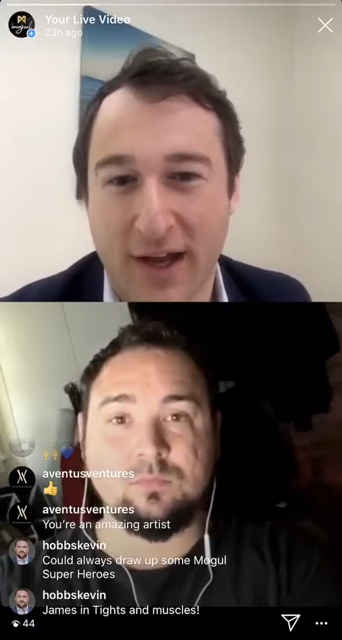 Your Live Video
23h ago
aventusventures
aventusventures
You're an amazing artist
hobbskevin
Could always draw up some Mogul
Super Heroes
hobbskevin
James in Tights and muscles!
44